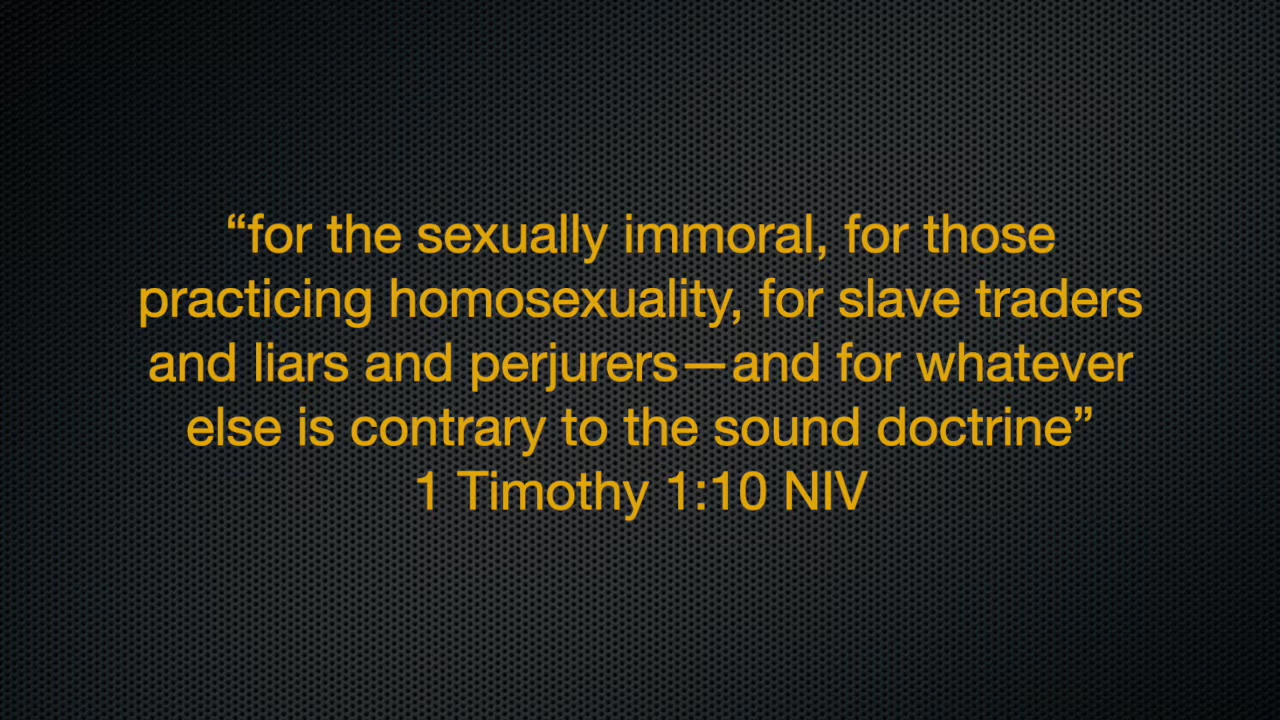 “for the sexually immoral, for those
practicing homosexuality, for slave traders
and liars and perjurers—and for whatever
else is contrary to the sound doctrine”
1 Timothy 1:10 NIV